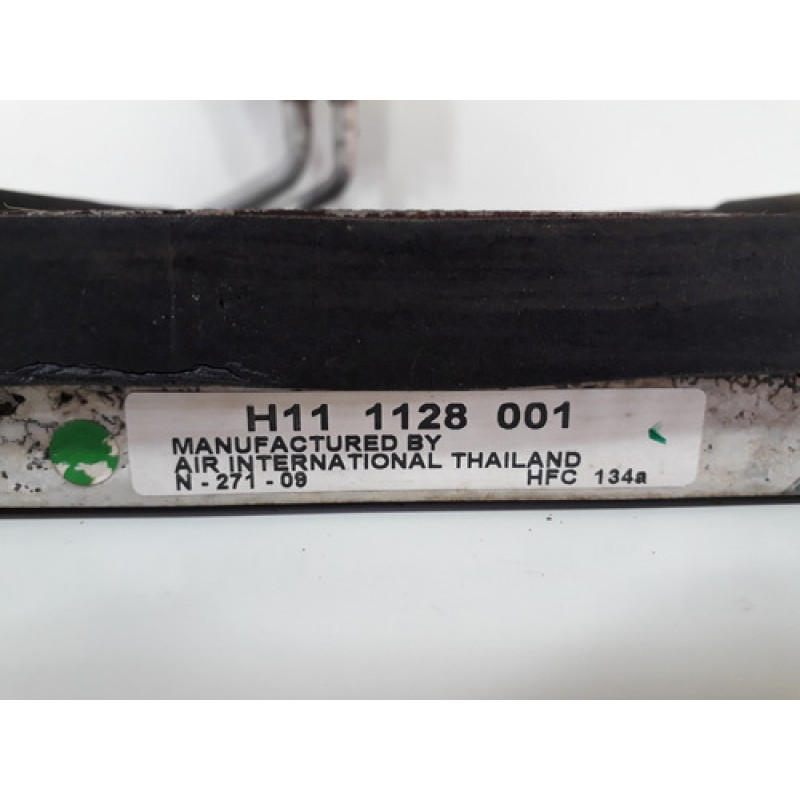 H11 1128 001
MANUFACTURED BY
AIR INTERNATIONAL THAILAND
N - 271 - 09 HFC 134a